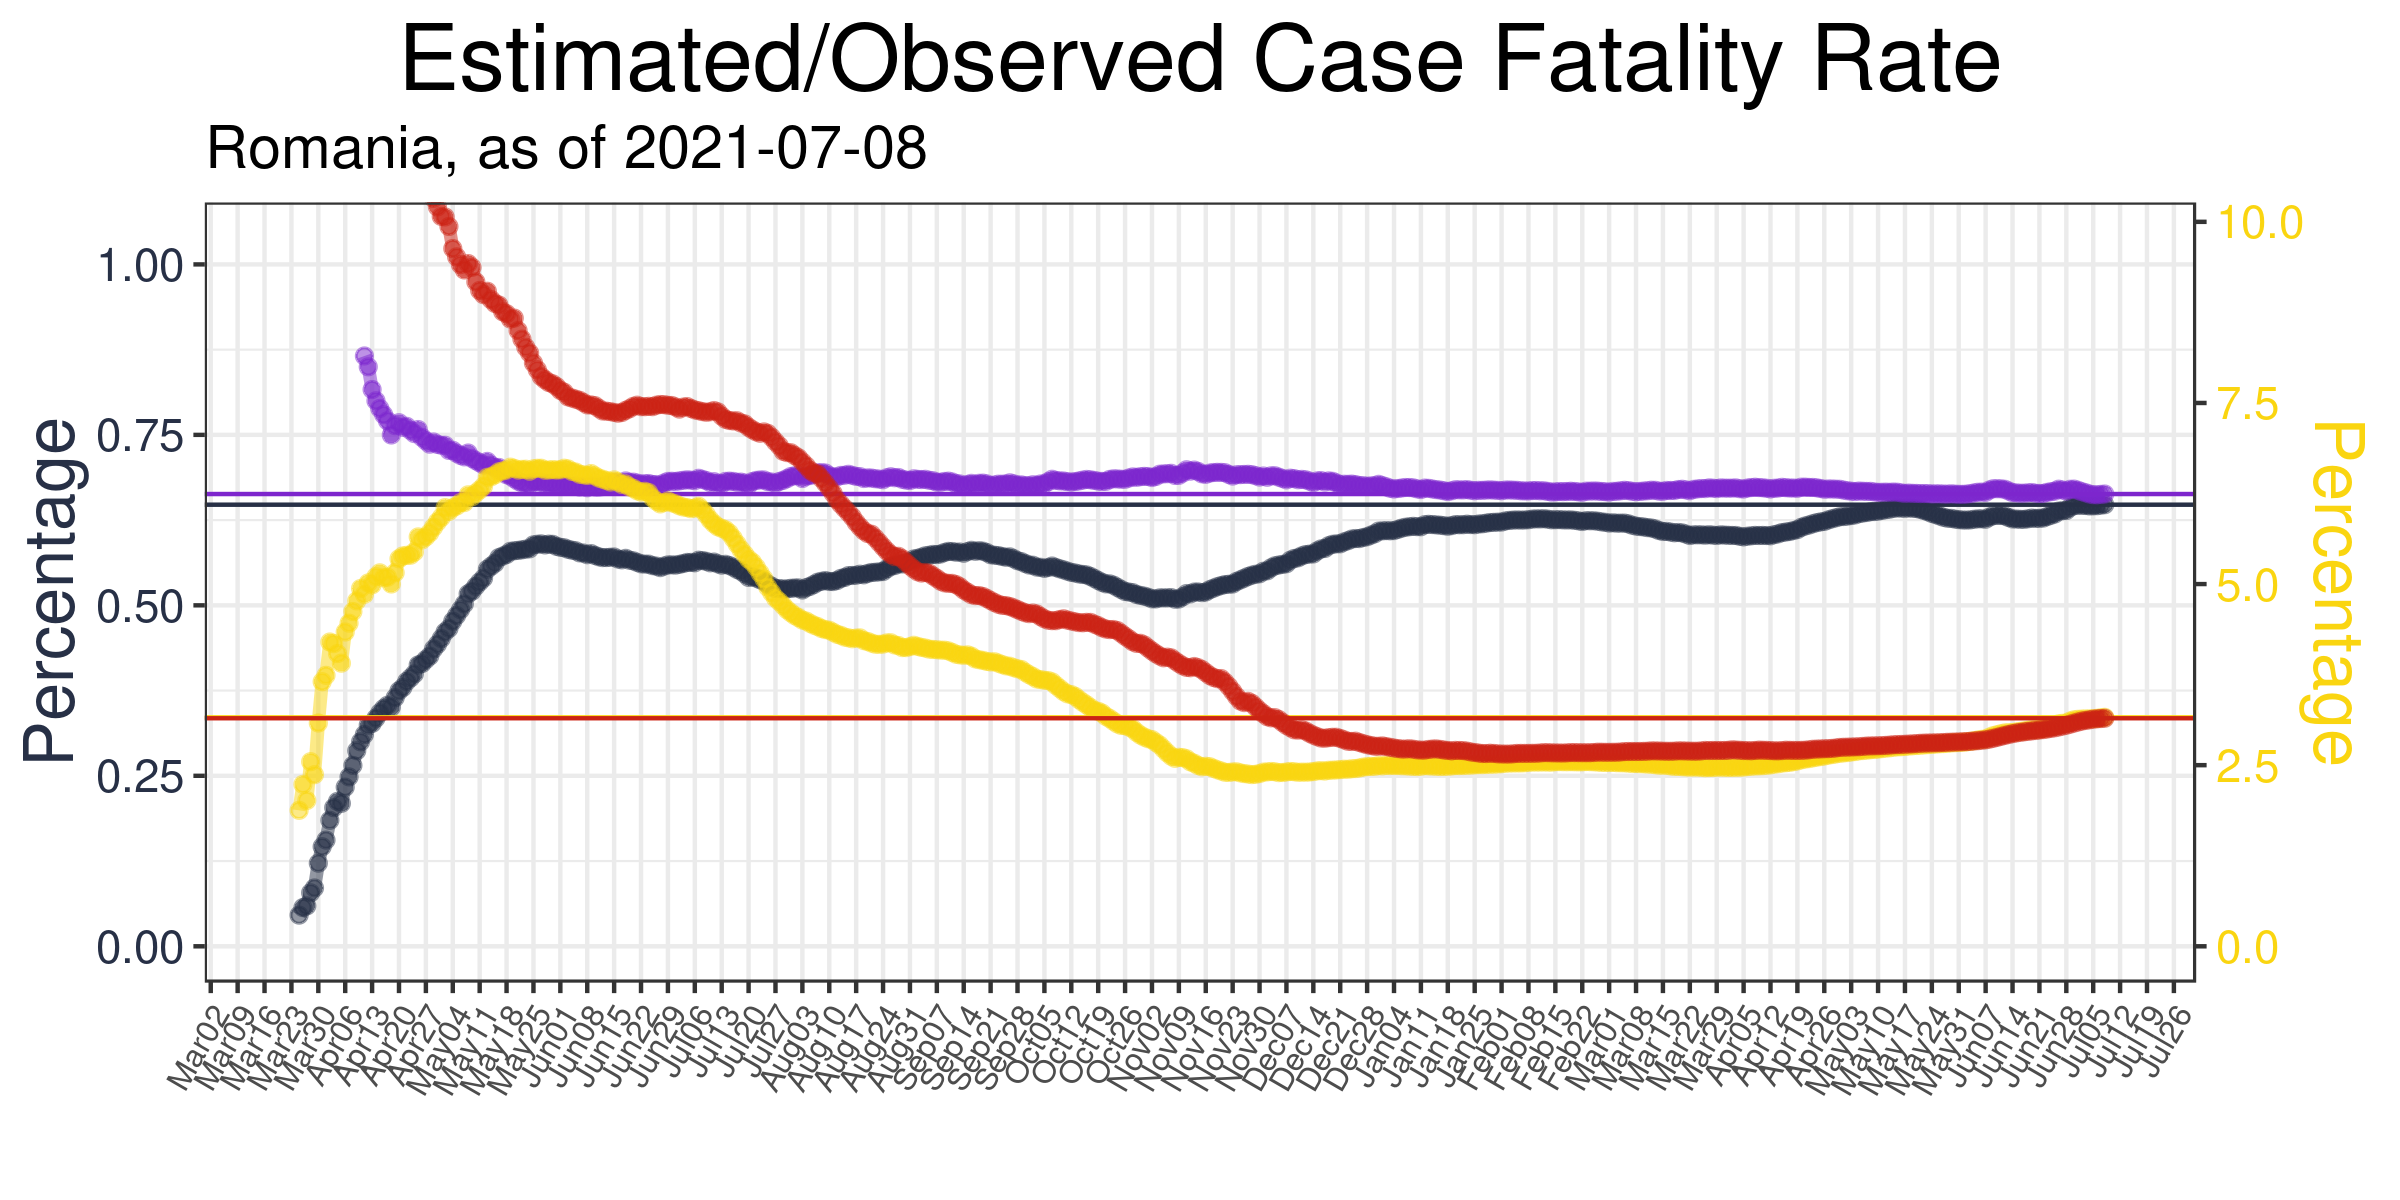 Estimated/Observed Case Fatality Rate
Romania, as of 2021-07-08
Percentage
1.00
0.75
0.50
0.25
0.00
10.0
7.5
5.0
2.5
0.0
Percentage
Mar02
Mar09
Mar16
Mar23
Mar30
Apr06
Apr13
Apr20
Apr27
May04
May11
May18
May25
Jun01
Jun08
Jun15
Jun22
Jun29
Jul06
Jul13
Jul20
Jul27
Aug03
Aug10
Aug17
Aug24
Aug31
Sep07
Sep14
Sep21
Sep28
Oct05
Oct12
Oct19
Oct26
Nov02
Nov09
Nov16
Nov23
Nov30
Dec07
Dec14
Dec21
Dec28
Jan04
Jan11
Jan18
Jan25
Feb01
Feb08
Feb15
Feb22
Mar01
Mar08
Mar15
Mar22
Mar29
Apr05
Apr12
Apr19
Apr26
May03
May10
May17
May24
May31
Jun07
Jun14
Jun21
Jun28
Jul05
Jul12
Jul19
Jul26